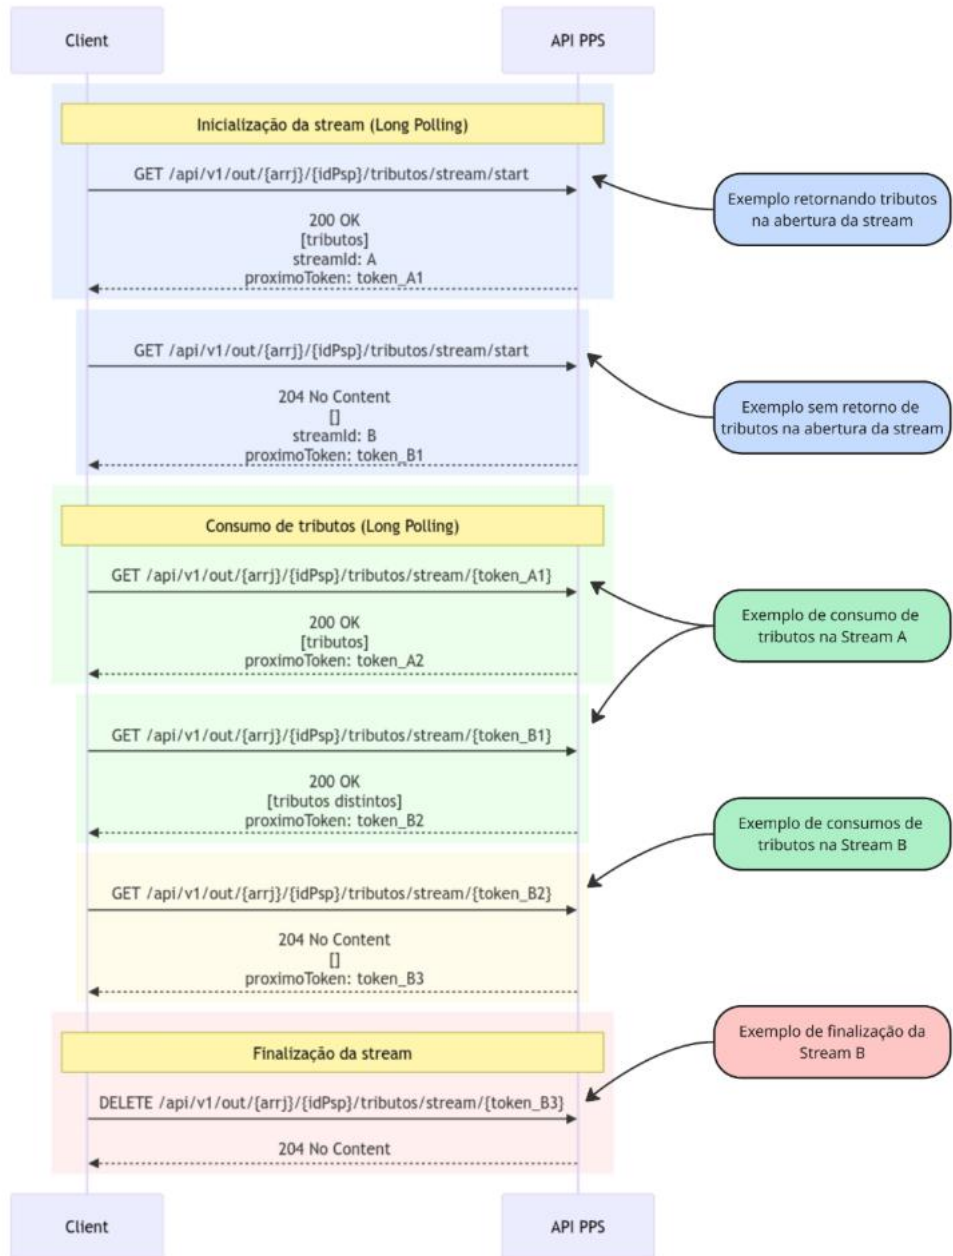 Client
API PPS
Inicialização da stream (Long Polling)
GET /api/v1/out/{arrj}/{idPsp}/tributos/stream/start
Exemplo retornando tributos
na abertura da stream
200 OK
[tributos]
streamId: A
proximoToken: token_A1
GET /api/v1/out/{arrj}/{idPsp}/tributos/stream/start
204 No Content
[]
streamId: B
proximoToken: token_B1
Exemplo sem retorno de
tributos na abertura da stream
Consumo de tributos (Long Polling)
GET /api/v1/out/{arrj}/{idPsp}/tributos/stream/{token_A1}
200 OK
[tributos]
proximoToken: token_A2
Exemplo de consumo de
tributos na Stream A
GET /api/v1/out/{arrj}/{idPsp}/tributos/stream/{token_B1}
200 OK
[tributos distintos]
proximoToken: token_B2
Exemplo de consumos de
tributos na Stream B
GET /api/v1/out/{arrj}/{idPsp}/tributos/stream/{token_B2}
204 No Content
[]
proximoToken: token_B3
Exemplo de finalização da
Stream B
Finalização da stream
DELETE /api/v1/out/{arrj}/{idPsp}/tributos/stream/{token_B3}
204 No Content
Client
API PPS